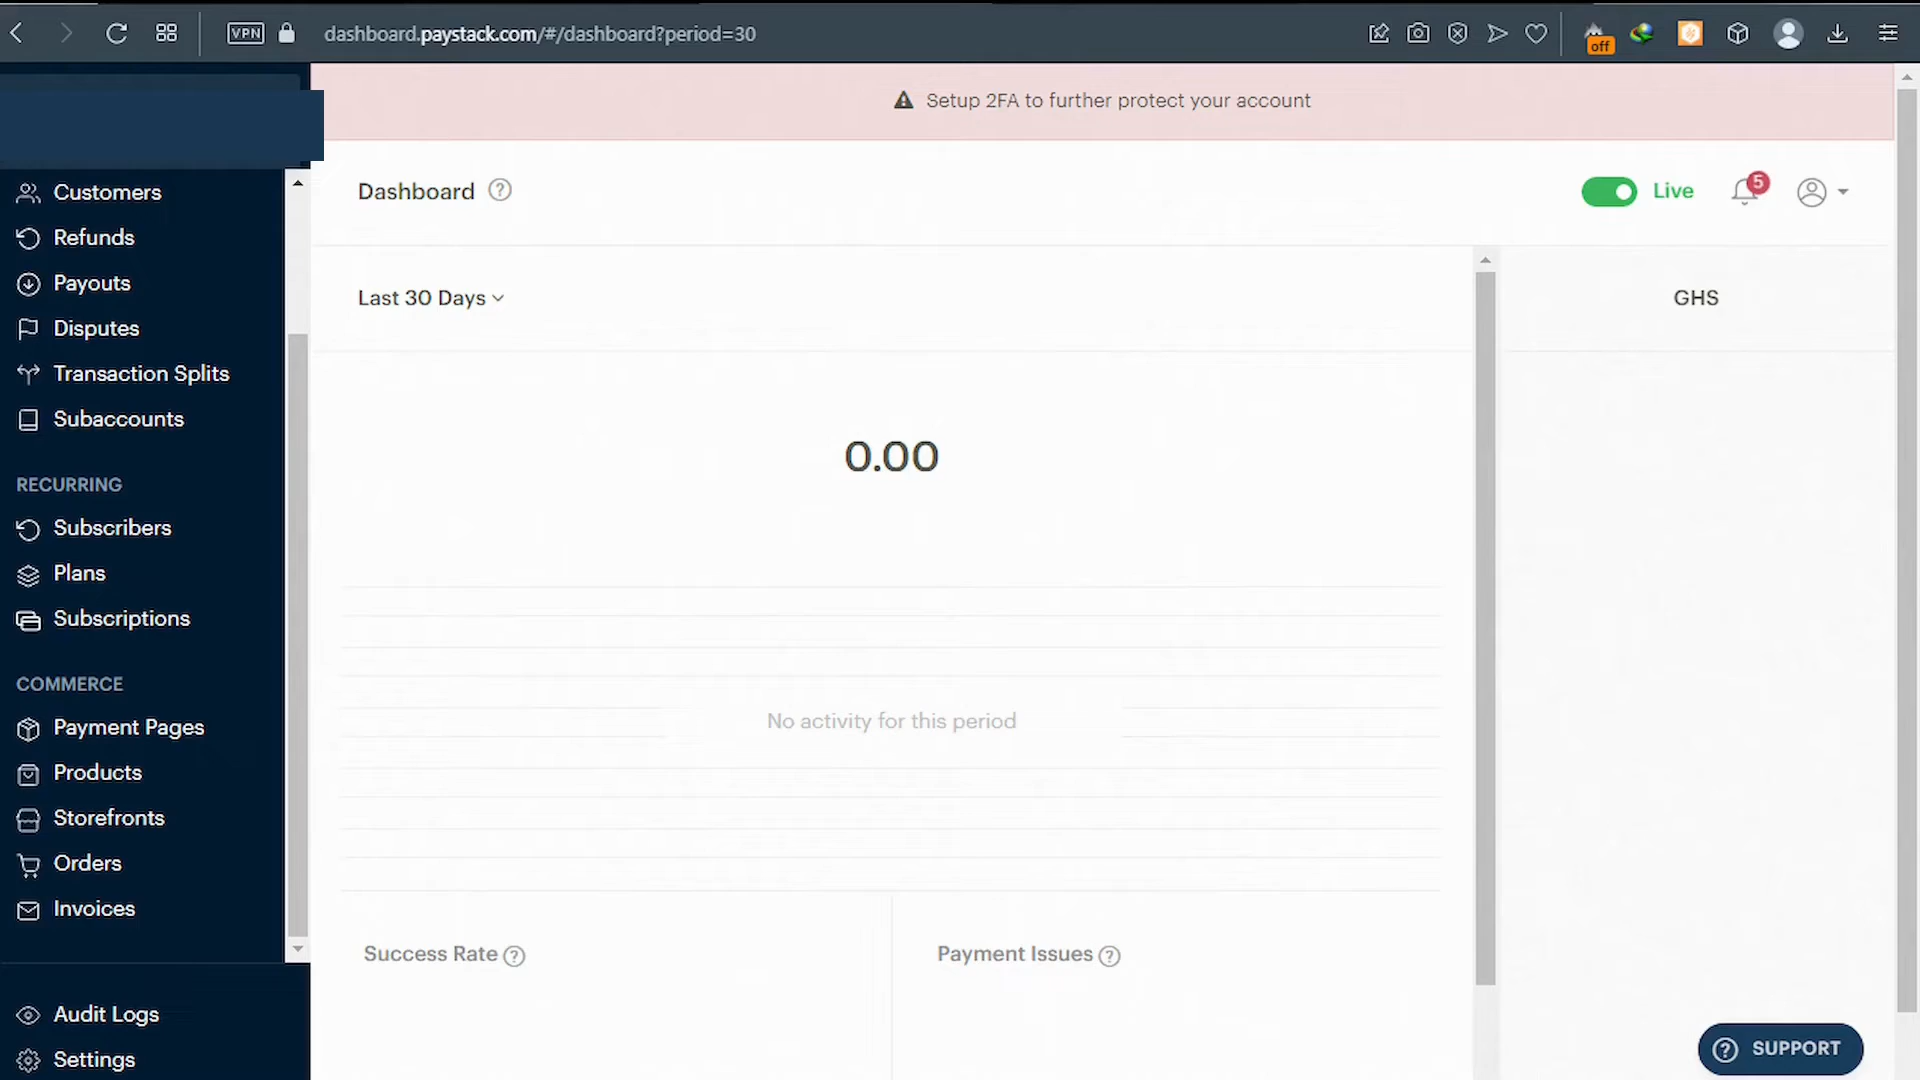 VPN
dashboard.paystack.com/#/dashboard?period=30
off
Setup 2FA to further protect your account
Customers
Refunds
Payouts
Disputes
Transaction Splits
Subaccounts
RECURRING
Subscribers
Plans
Subscriptions
COMMERCE
Payment Pages
Products
Storefronts
Orders
Invoices
Audit Logs
Settings
Dashboard ?
Live
5
Last 30 Days
GHS
0.00
No activity for this period
Success Rate ?
Payment Issues ?
? SUPPORT